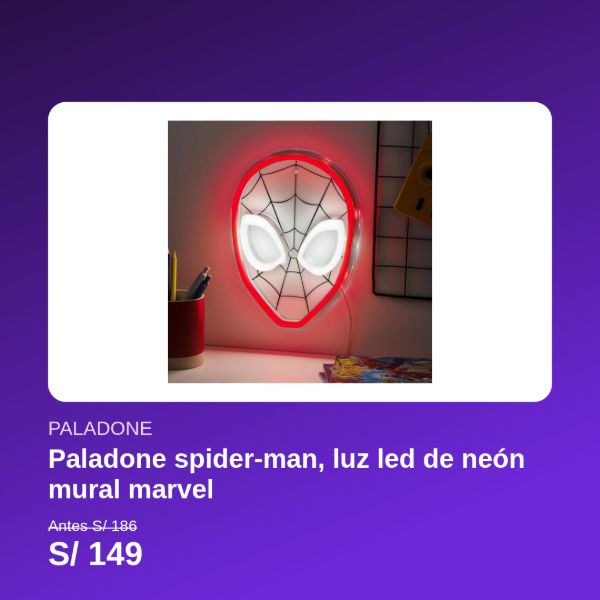 PALADONE
Paladone spider-man, luz led de neón
mural marvel
Antes S/ 186
S/ 149